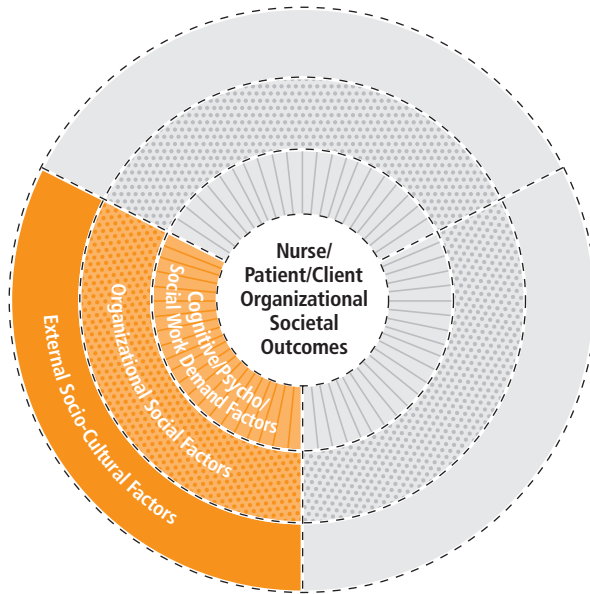 Nurse/
Patient/Client
Organizational
Societal
Outcomes
Cognitive/Psycho/
Social Work Demand Factors
Organizational Social Factors
External Socio-Cultural Factors